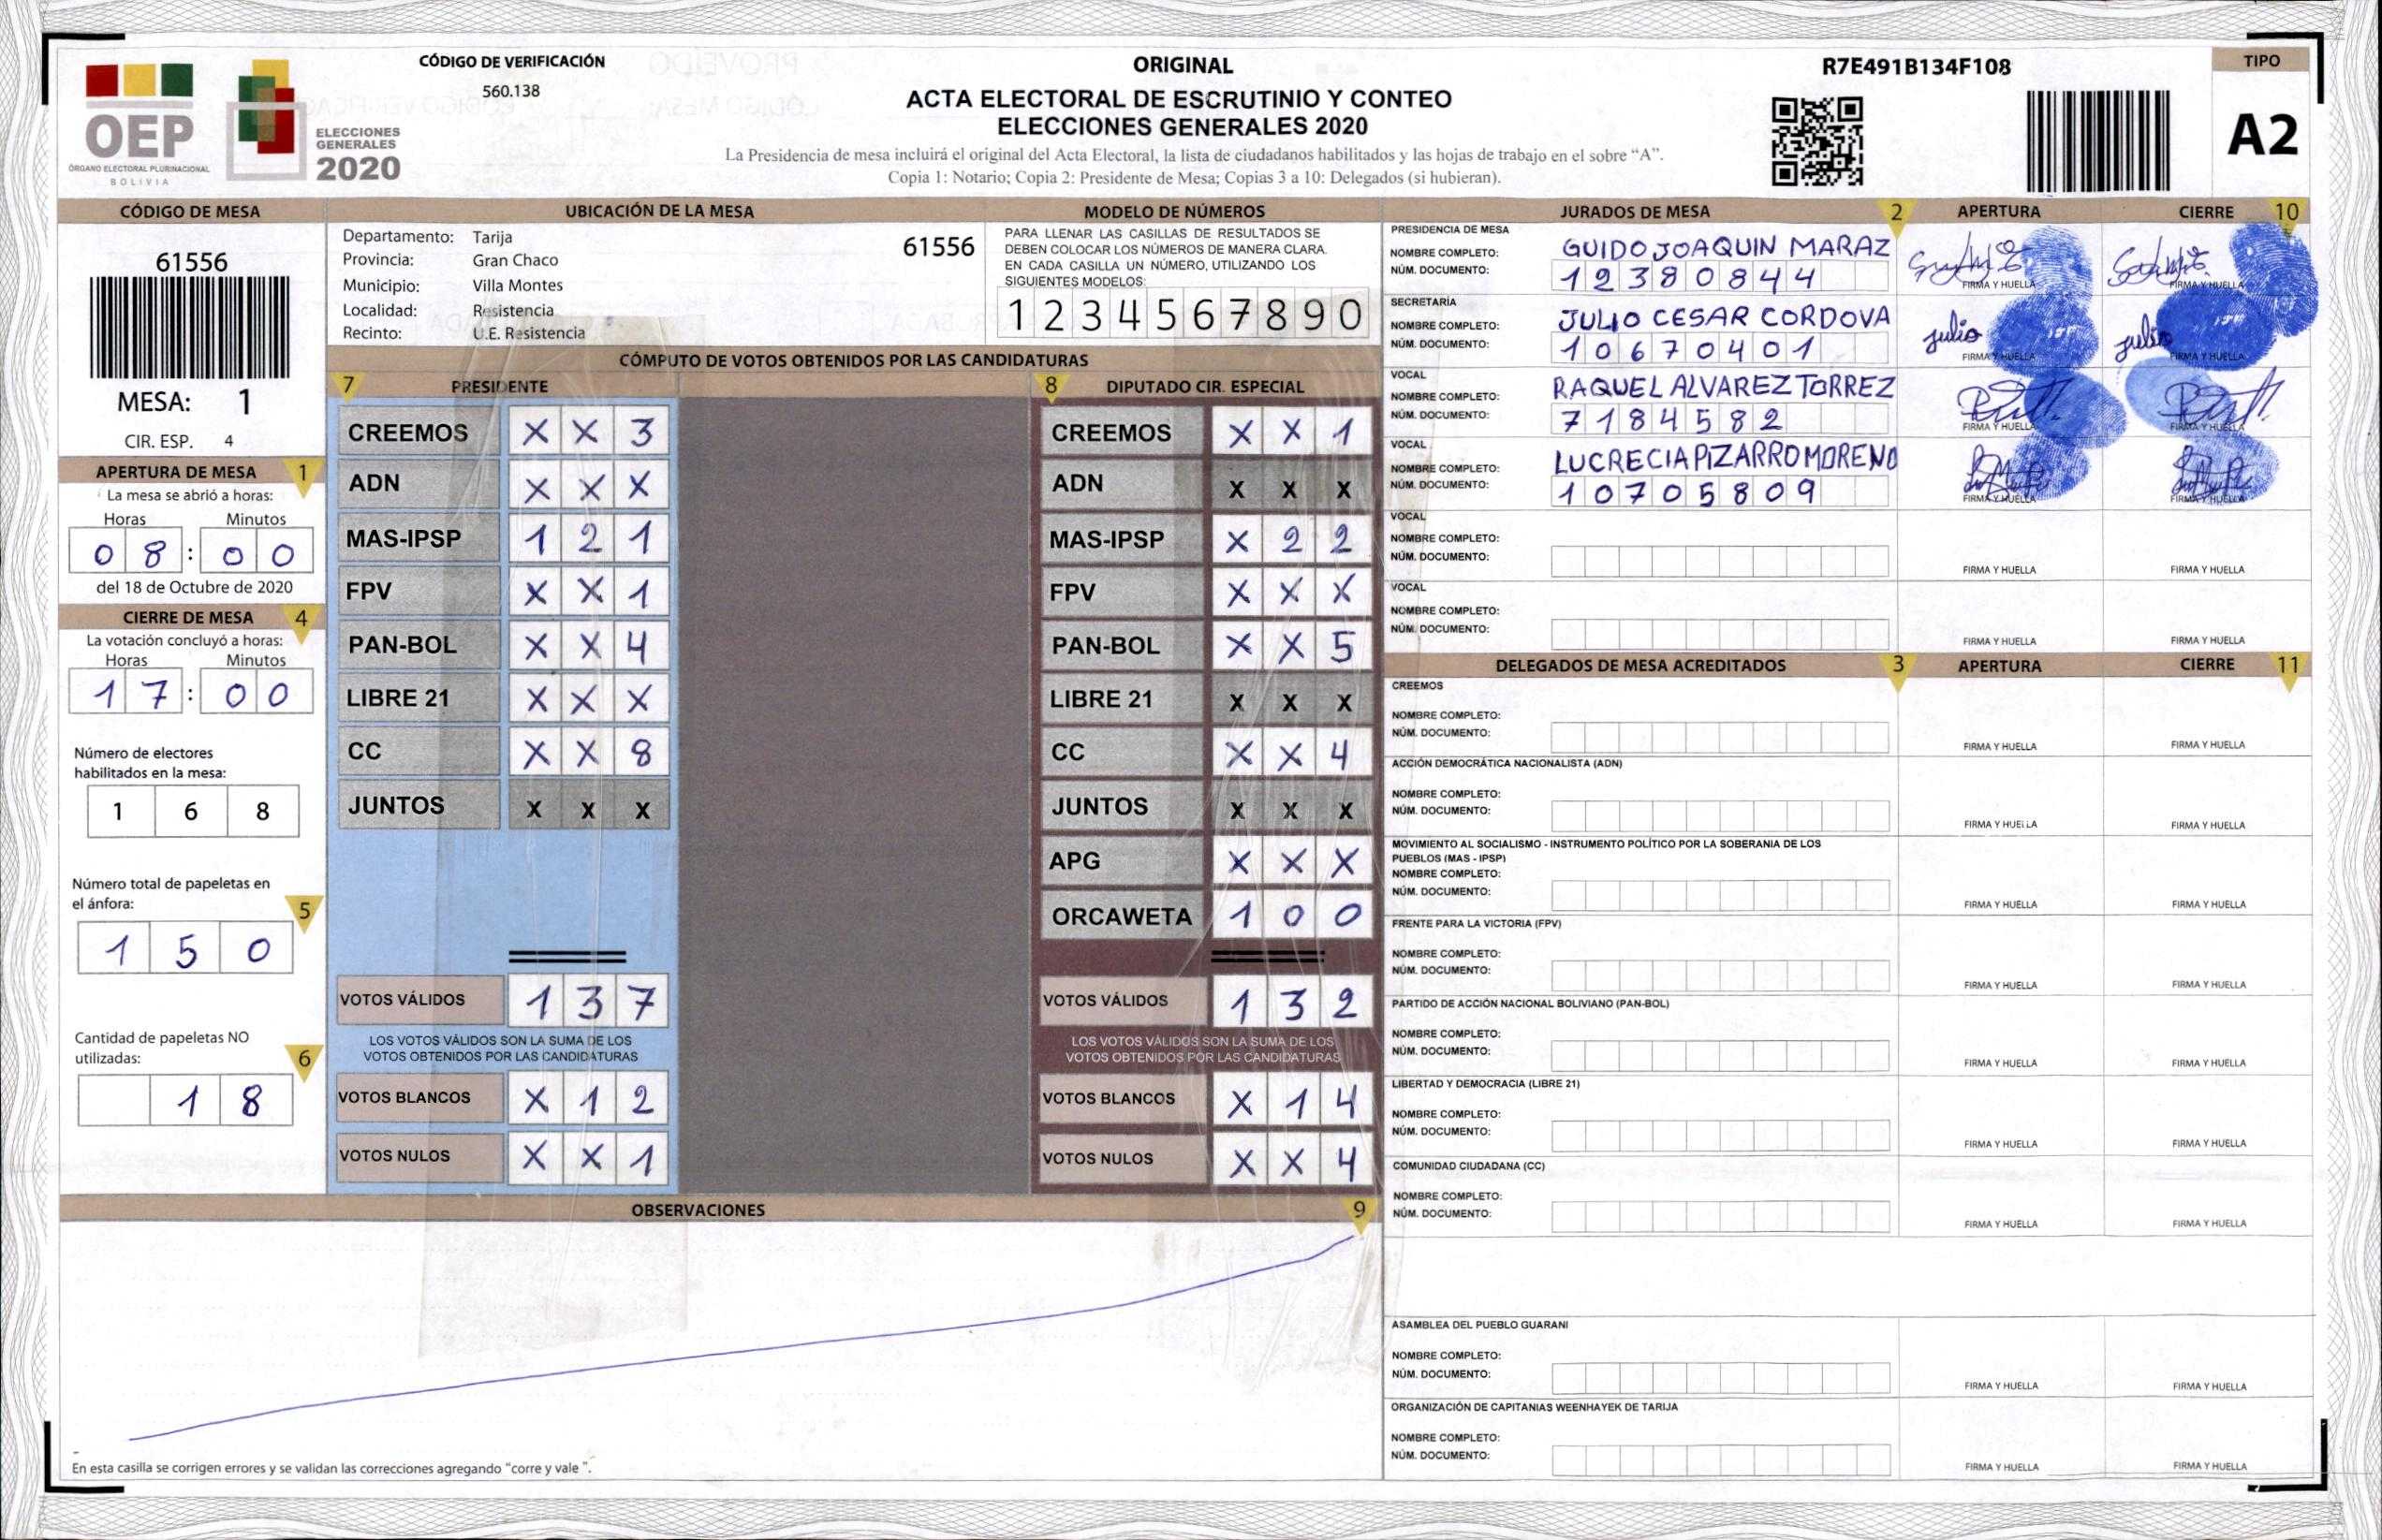 CÓDIGO DE VERIFICACIÓN
560.138
OEP
ÓRGANO ELECTORAL PLURINACIONAL
BOLIVIA
ELECCIONES
GENERALES
2020
ORIGINAL
ACTA ELECTORAL DE ESCRUTINIO Y CONTEO
ELECCIONES GENERALES 2020
La Presidencia de mesa incluirá el original del Acta Electoral, la lista de ciudadanos habilitados y las hojas de trabajo en el sobre “A”.
Copia 1: Notario; Copia 2: Presidente de Mesa; Copias 3 a 10: Delegados (si hubieran).
R7E491B134F108
TIPO
A2
CÓDIGO DE MESA
61556
MESA: 1
CIR. ESP. 4
APERTURA DE MESA 1
La mesa se abrió a horas:
Horas Minutos
0 8 : 0 0
del 18 de Octubre de 2020
CIERRE DE MESA 4
La votación concluyó a horas:
Horas Minutos
1 7 : 0 0
Número de electores
habilitados en la mesa:
1 6 8
Número total de papeletas en
el ánfora: 5
1 5 0
Cantidad de papeletas NO
utilizadas: 6
1 8
UBICACIÓN DE LA MESA
Departamento: Tarija
61556
Provincia: Gran Chaco
Municipio: Villa Montes
Localidad: Resistencia
Recinto: U.E. Resistencia
MODELO DE NÚMEROS
PARA LLENAR LAS CASILLAS DE RESULTADOS SE
DEBEN COLOCAR LOS NÚMEROS DE MANERA CLARA.
EN CADA CASILLA UN NÚMERO, UTILIZANDO LOS
SIGUIENTES MODELOS:
1 2 3 4 5 6 7 8 9 0
CÓMPUTO DE VOTOS OBTENIDOS POR LAS CANDIDATURAS
7 PRESIDENTE
CREEMOS X X 3
ADN X X X
MAS-IPSP 1 2 1
FPV X X 1
PAN-BOL X X 4
LIBRE 21 X X X
CC X X 8
JUNTOS X X X
VOTOS VÁLIDOS 1 3 7
LOS VOTOS VÁLIDOS SON LA SUMA DE LOS
VOTOS OBTENIDOS POR LAS CANDIDATURAS
VOTOS BLANCOS X 1 2
VOTOS NULOS X X 1
8 DIPUTADO CIR. ESPECIAL
CREEMOS X X 1
ADN X X X
MAS-IPSP X 2 2
FPV X X X
PAN-BOL X X 5
LIBRE 21 X X X
CC X X 4
JUNTOS X X X
APG X X X
ORCAWETA 1 0 0
VOTOS VÁLIDOS 1 3 2
LOS VOTOS VÁLIDOS SON LA SUMA DE LOS
VOTOS OBTENIDOS POR LAS CANDIDATURAS
VOTOS BLANCOS X 1 4
VOTOS NULOS X X 4
OBSERVACIONES 9
En esta casilla se corrigen errores y se validan las correcciones agregando “corre y vale ”.
JURADOS DE MESA 2 APERTURA CIERRE 10
PRESIDENCIA DE MESA
NOMBRE COMPLETO: GUIDO JOAQUIN MARAZ
NÚM. DOCUMENTO: 12380844
FIRMA Y HUELLA FIRMA Y HUELLA
SECRETARÍA
NOMBRE COMPLETO: JULIO CESAR CORDOVA
julio julio
NÚM. DOCUMENTO: 10670401
FIRMA Y HUELLA FIRMA Y HUELLA
VOCAL
NOMBRE COMPLETO: RAQUEL ALVAREZ TORREZ
NÚM. DOCUMENTO: 7184582
FIRMA Y HUELLA FIRMA Y HUELLA
VOCAL
NOMBRE COMPLETO: LUCRECIA PIZARRO MORENO
NÚM. DOCUMENTO: 10705809
FIRMA Y HUELLA FIRMA Y HUELLA
VOCAL
NOMBRE COMPLETO:
NÚM. DOCUMENTO:
FIRMA Y HUELLA FIRMA Y HUELLA
VOCAL
NOMBRE COMPLETO:
NÚM. DOCUMENTO:
FIRMA Y HUELLA FIRMA Y HUELLA
DELEGADOS DE MESA ACREDITADOS 3 APERTURA CIERRE 11
CREEMOS
NOMBRE COMPLETO:
NÚM. DOCUMENTO:
FIRMA Y HUELLA FIRMA Y HUELLA
ACCIÓN DEMOCRÁTICA NACIONALISTA (ADN)
NOMBRE COMPLETO:
NÚM. DOCUMENTO:
FIRMA Y HUELLA FIRMA Y HUELLA
MOVIMIENTO AL SOCIALISMO - INSTRUMENTO POLÍTICO POR LA SOBERANIA DE LOS
PUEBLOS (MAS - IPSP)
NOMBRE COMPLETO:
NÚM. DOCUMENTO:
FIRMA Y HUELLA FIRMA Y HUELLA
FRENTE PARA LA VICTORIA (FPV)
NOMBRE COMPLETO:
NÚM. DOCUMENTO:
FIRMA Y HUELLA FIRMA Y HUELLA
PARTIDO DE ACCIÓN NACIONAL BOLIVIANO (PAN-BOL)
NOMBRE COMPLETO:
NÚM. DOCUMENTO:
FIRMA Y HUELLA FIRMA Y HUELLA
LIBERTAD Y DEMOCRACIA (LIBRE 21)
NOMBRE COMPLETO:
NÚM. DOCUMENTO:
FIRMA Y HUELLA FIRMA Y HUELLA
COMUNIDAD CIUDADANA (CC)
NOMBRE COMPLETO:
NÚM. DOCUMENTO:
FIRMA Y HUELLA FIRMA Y HUELLA
ASAMBLEA DEL PUEBLO GUARANI
NOMBRE COMPLETO:
NÚM. DOCUMENTO:
FIRMA Y HUELLA FIRMA Y HUELLA
ORGANIZACIÓN DE CAPITANIAS WEENHAYEK DE TARIJA
NOMBRE COMPLETO:
NÚM. DOCUMENTO:
FIRMA Y HUELLA FIRMA Y HUELLA